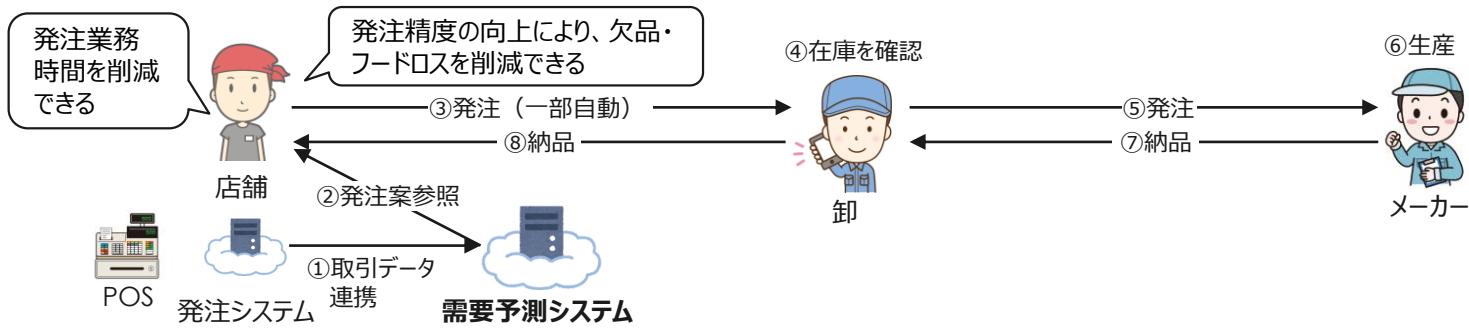 発注業務
時間を削減
できる
発注精度の向上により、欠品・
フードロスを削減できる
④在庫を確認
⑥生産
③発注（一部自動）
⑤発注
⑧納品
⑦納品
店舗
②発注案参照
卸
メーカー
①取引データ
連携
POS
発注システム
需要予測システム